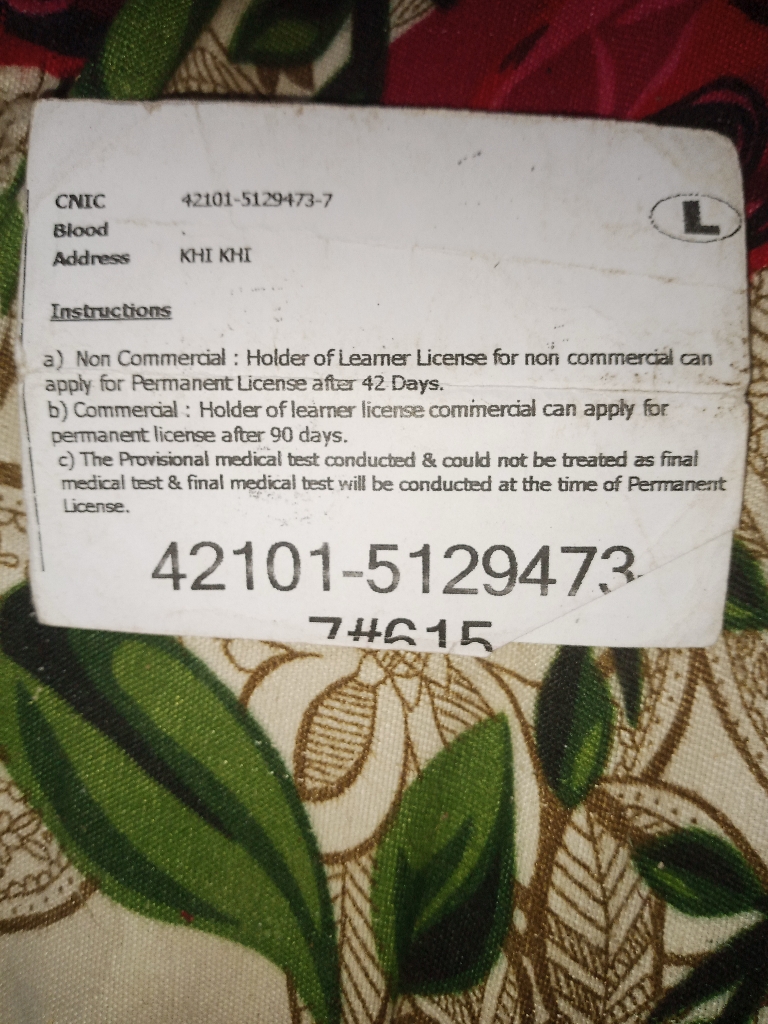 CNIC 42101-5129473-7
L
Blood .
Address KHI KHI
Instructions
a) Non Commercial : Holder of Learner License for non commercial can
apply for Permanent License after 42 Days.
b) Commercial : Holder of learner license commercial can apply for
permanent license after 90 days.
c) The Provisional medical test conducted & could not be treated as final
medical test & final medical test will be conducted at the time of Permanent
License.
42101-5129473-
7#615